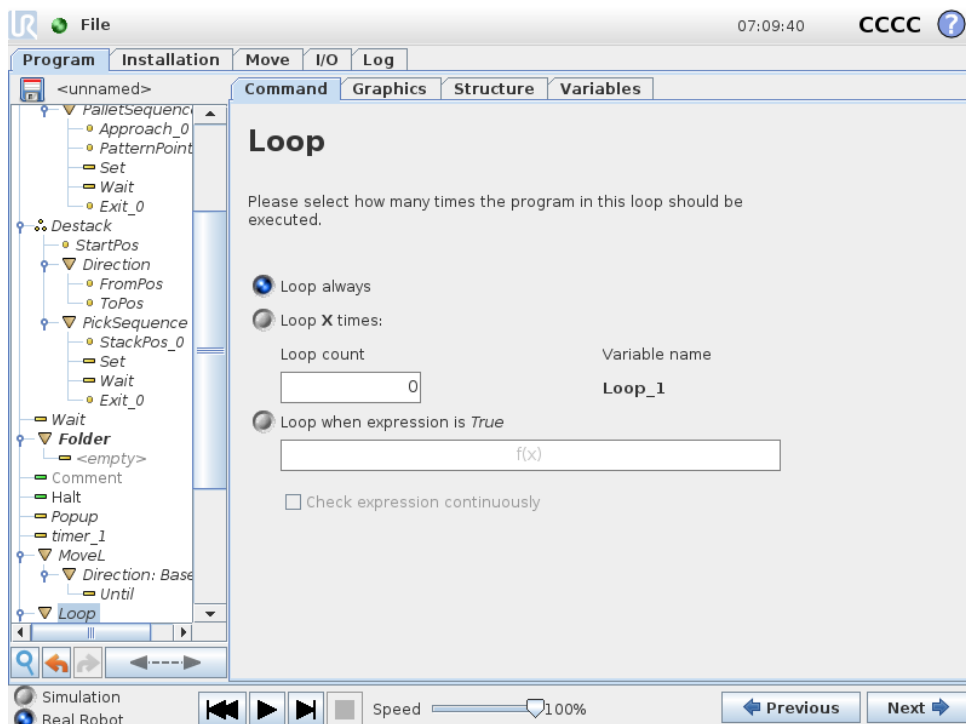 UR File 07:09:40 CCCC ?
Program Installation Move I/O Log
<unnamed>
Command Graphics Structure Variables
PalletSequenc
Approach_0
PatternPoint
Set
Wait
Exit_0
Destack
StartPos
Direction
FromPos
ToPos
PickSequence
StackPos_0
Set
Wait
Exit_0
Wait
Folder
<empty>
Comment
Halt
Popup
timer_1
MoveL
Direction: Base
Until
Loop
Loop
Please select how many times the program in this loop should be
executed.
Loop always
Loop X times:
Loop count Variable name
0 Loop_1
Loop when expression is True
f(x)
Check expression continuously
Simulation
Real Robot
Speed 100%
Previous Next